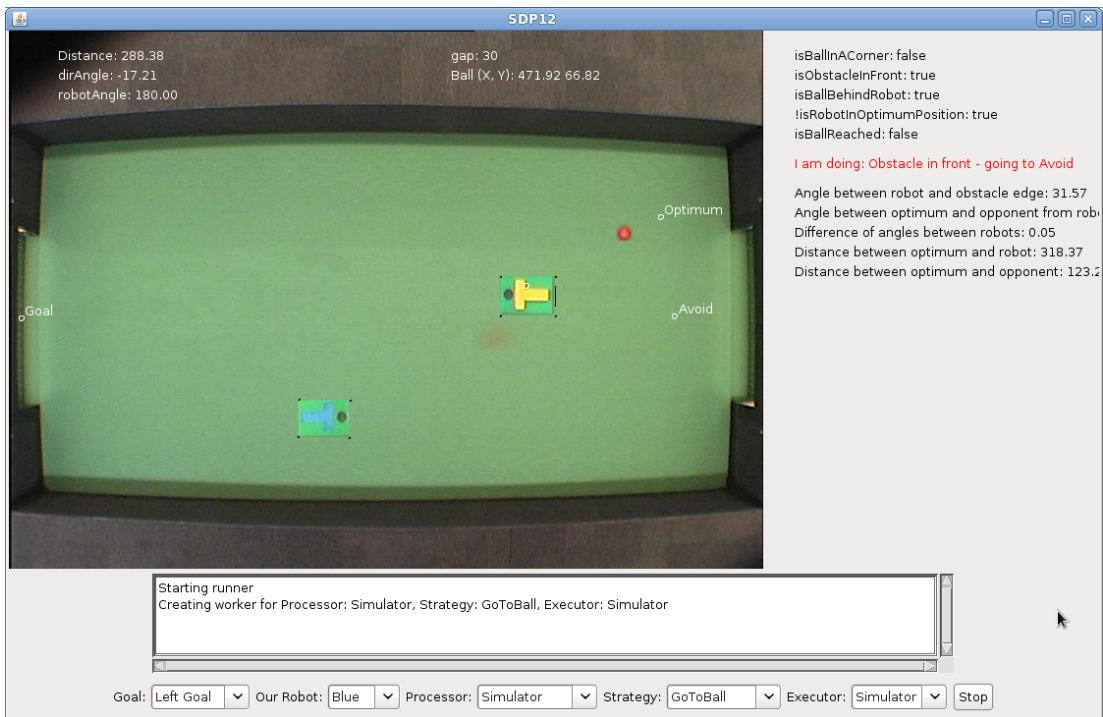 SDP12
Distance: 288.38
dirAngle: -17.21
robotAngle: 180.00
gap: 30
Ball (X, Y): 471.92 66.82
Optimum
Goal
Avoid
isBallInACorner: false
isObstacleInFront: true
isBallBehindRobot: true
!isRobotInOptimumPosition: true
isBallReached: false
I am doing: Obstacle in front - going to Avoid
Angle between robot and obstacle edge: 31.57
Angle between optimum and opponent from robo
Difference of angles between robots: 0.05
Distance between optimum and robot: 318.37
Distance between optimum and opponent: 123.2
Starting runner
Creating worker for Processor: Simulator, Strategy: GoToBall, Executor: Simulator
Goal: Left Goal Our Robot: Blue Processor: Simulator Strategy: GoToBall Executor: Simulator Stop